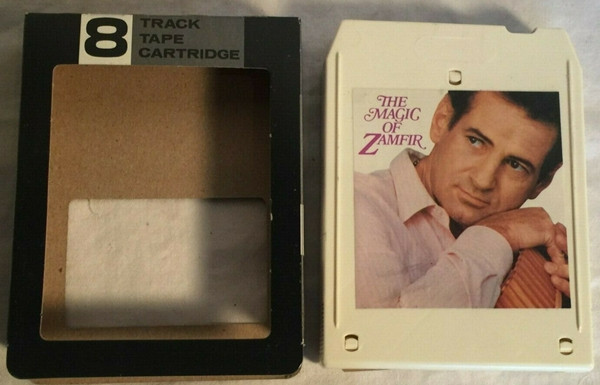 8
TRACK
TAPE
CARTRIDGE
THE
MAGIC
OF
ZAMFIR